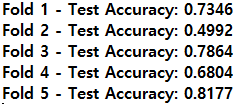 Fold 1 - Test Accuracy: 0.7346
Fold 2 - Test Accuracy: 0.4992
Fold 3 - Test Accuracy: 0.7864
Fold 4 - Test Accuracy: 0.6804
Fold 5 - Test Accuracy: 0.8177